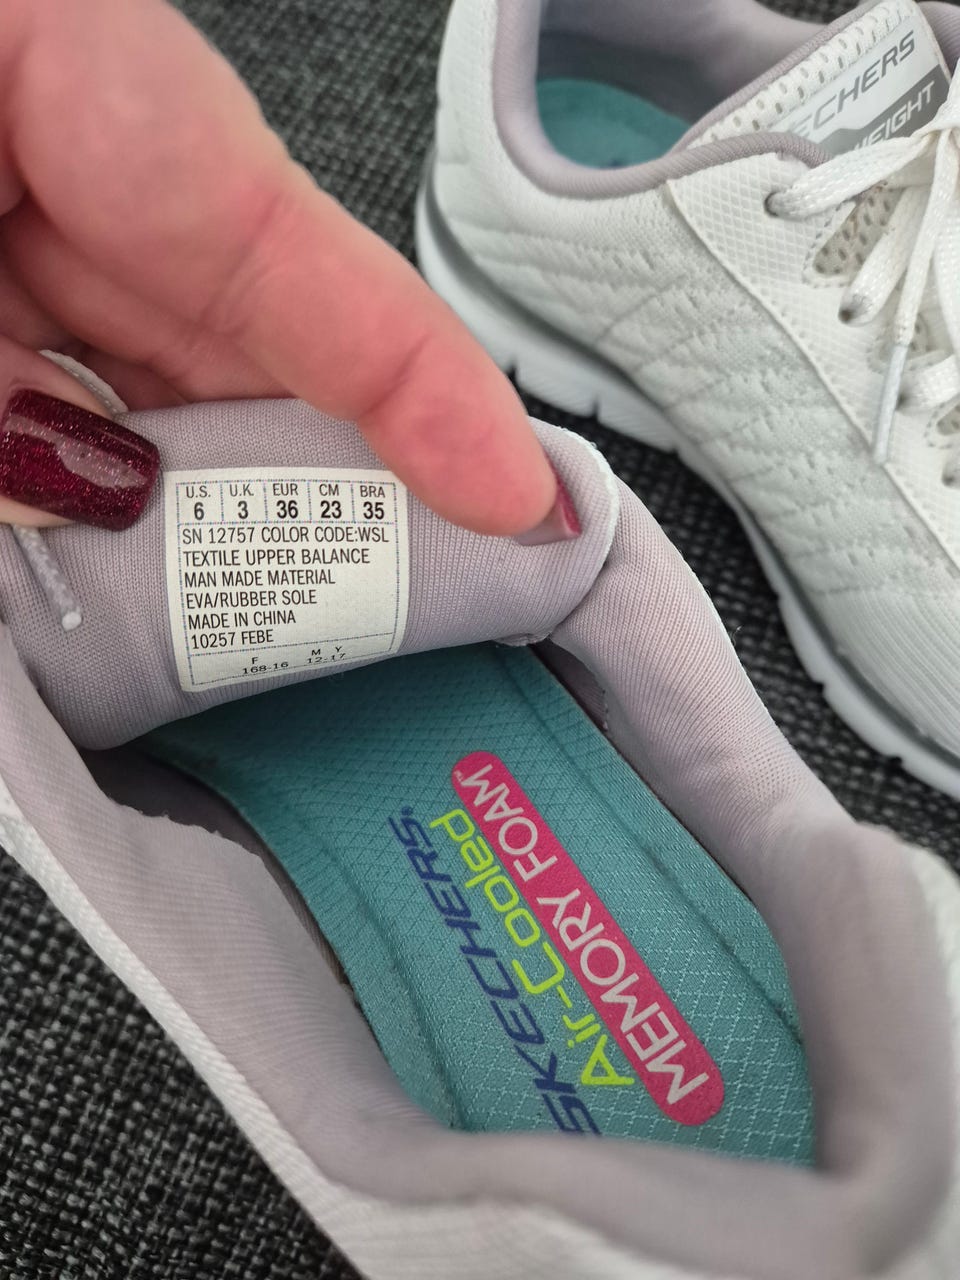 SKECHERS
U.S. U.K. EUR CM BRA
6 3 36 23 35
SN 12757 COLOR CODE:WSL
TEXTILE UPPER BALANCE
MAN MADE MATERIAL
EVA/RUBBER SOLE
MADE IN CHINA
10257 FEBE
F M Y
168-16 12-17
SKECHERS.
Air-Cooled
MEMORY FOAM™